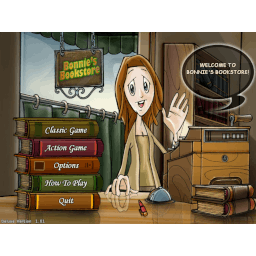 Bonnie's
Bookstore
WELCOME TO
BONNIE'S BOOKSTORE!
Classic Game
Action Game
Options
How To Play
Quit